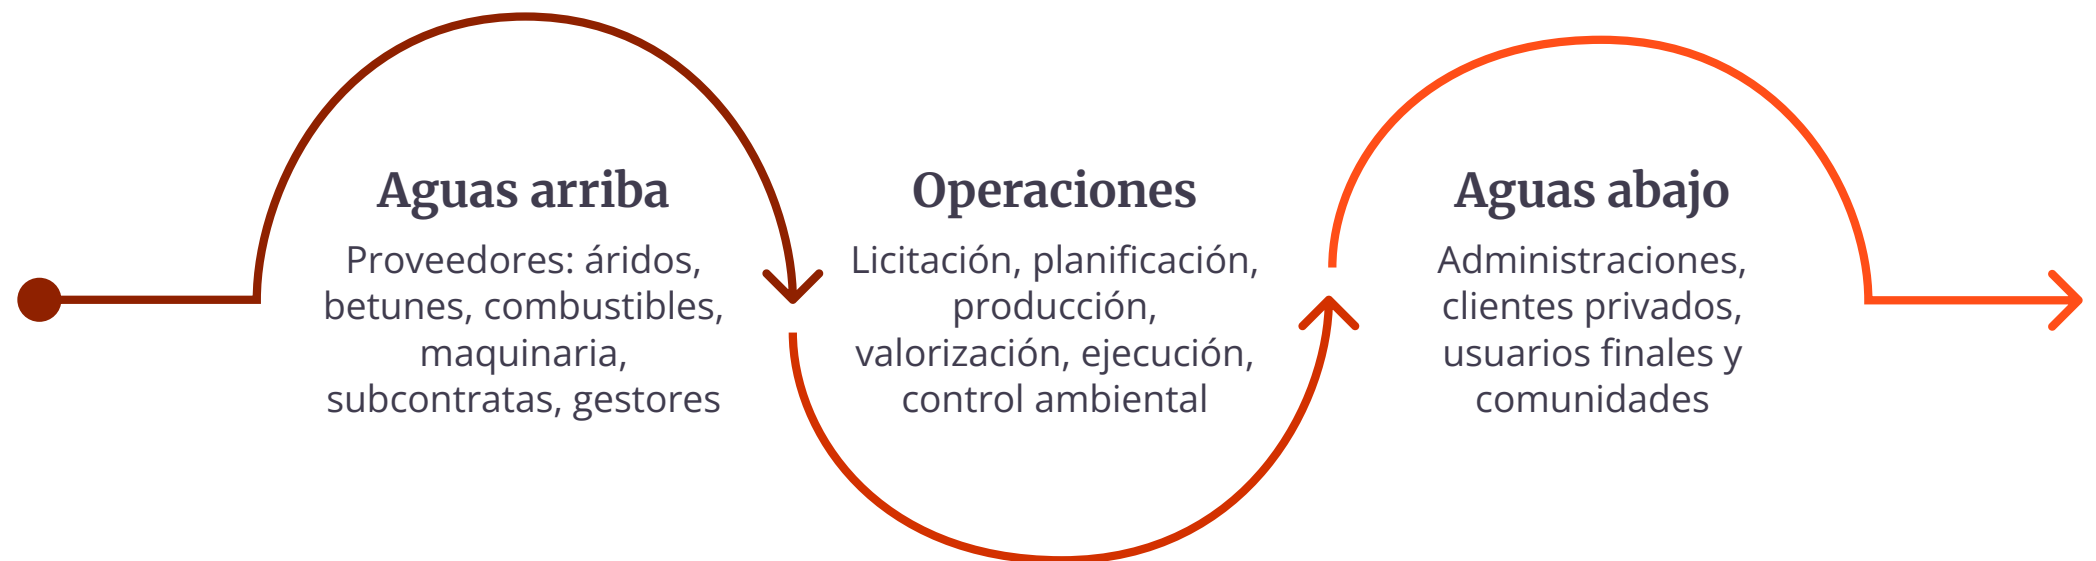 Aguas arriba
Proveedores: áridos,
betunes, combustibles,
maquinaria,
subcontratas, gestores
Operaciones
Licitación, planificación,
producción,
valorización, ejecución,
control ambiental
Aguas abajo
Administraciones,
clientes privados,
usuarios finales y
comunidades